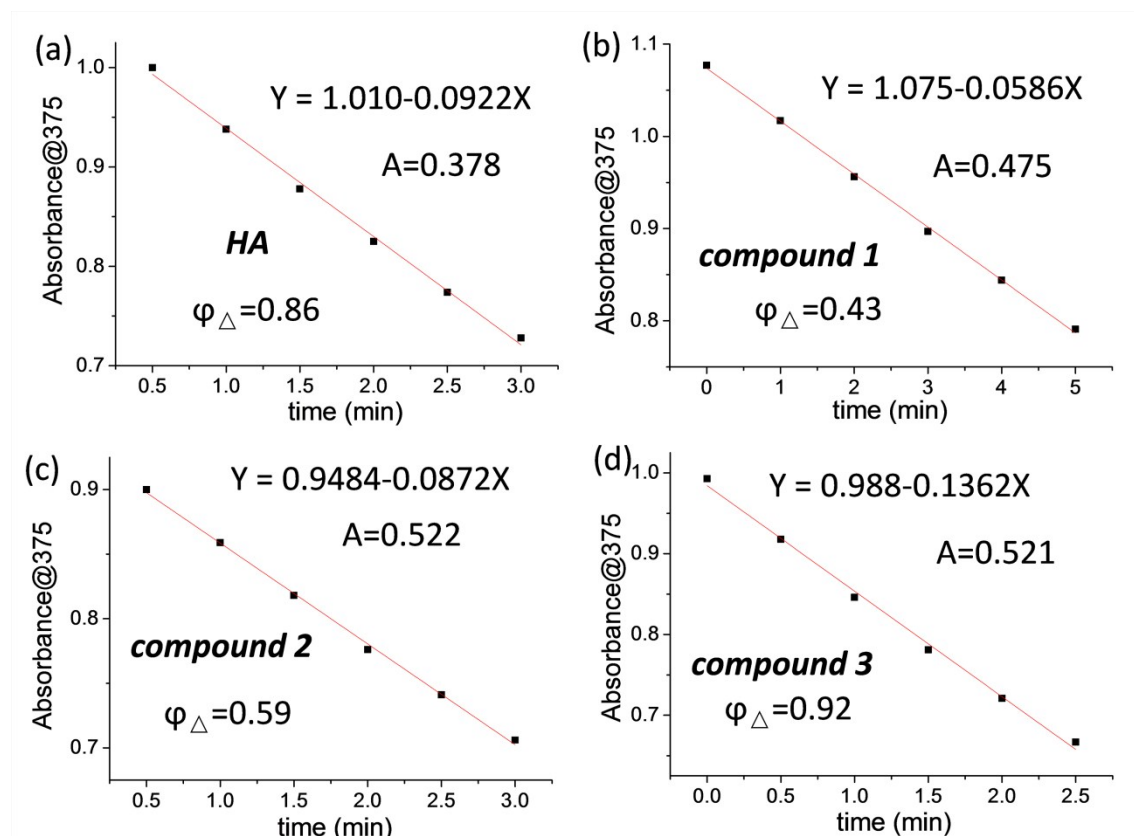 (a)
Y = 1.010-0.0922X
A=0.378
HA
φ△=0.86
Absorbance@375
1.0
0.9
0.8
0.7
0.5 1.0 1.5 2.0 2.5 3.0
time (min)
(b)
Y = 1.075-0.0586X
A=0.475
compound 1
φ△=0.43
Absorbance@375
1.1
1.0
0.9
0.8
0 1 2 3 4 5
time (min)
(c)
Y = 0.9484-0.0872X
A=0.522
compound 2
φ△=0.59
Absorbance@375
0.9
0.8
0.7
0.5 1.0 1.5 2.0 2.5 3.0
time (min)
(d)
Y = 0.988-0.1362X
A=0.521
compound 3
φ△=0.92
Absorbance@375
1.0
0.9
0.8
0.7
0.0 0.5 1.0 1.5 2.0 2.5
time (min)